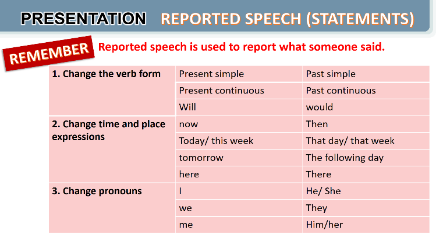 PRESENTATION REPORTED SPEECH (STATEMENTS)
REMEMBER Reported speech is used to report what someone said.
1. Change the verb form Present simple Past simple
Present continuous Past continuous
Will would
2. Change time and place expressions now Then
Today/ this week That day/ that week
tomorrow The following day
here There
3. Change pronouns I He/ She
we They
me Him/her